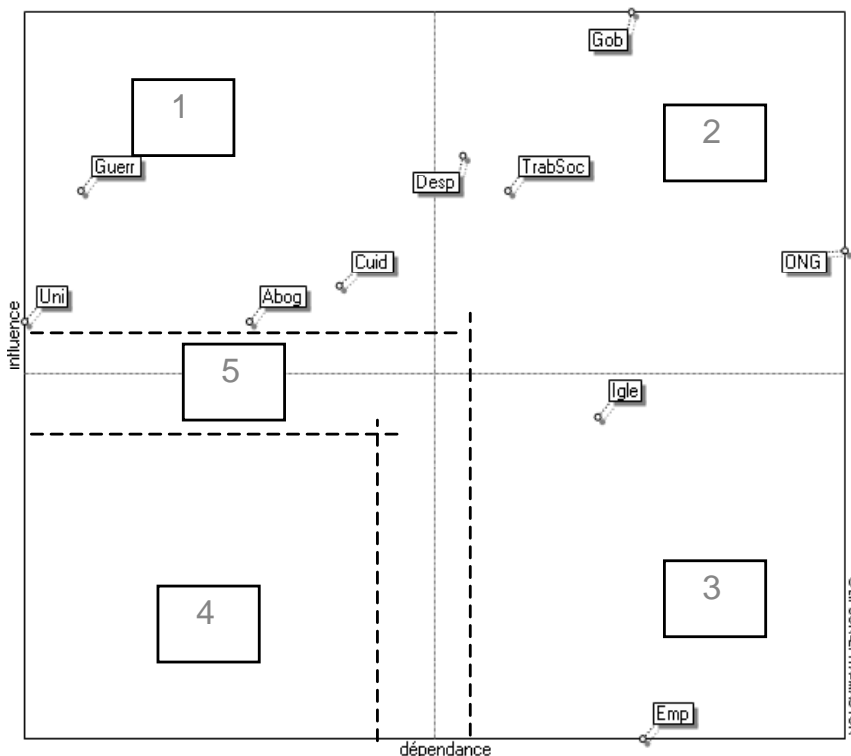 Gob
1
2
Guerr
Desp
TrabSoc
Cuid
ONG
Uni
Abog
influence
5
Igle
4
3
Emp
dépendance